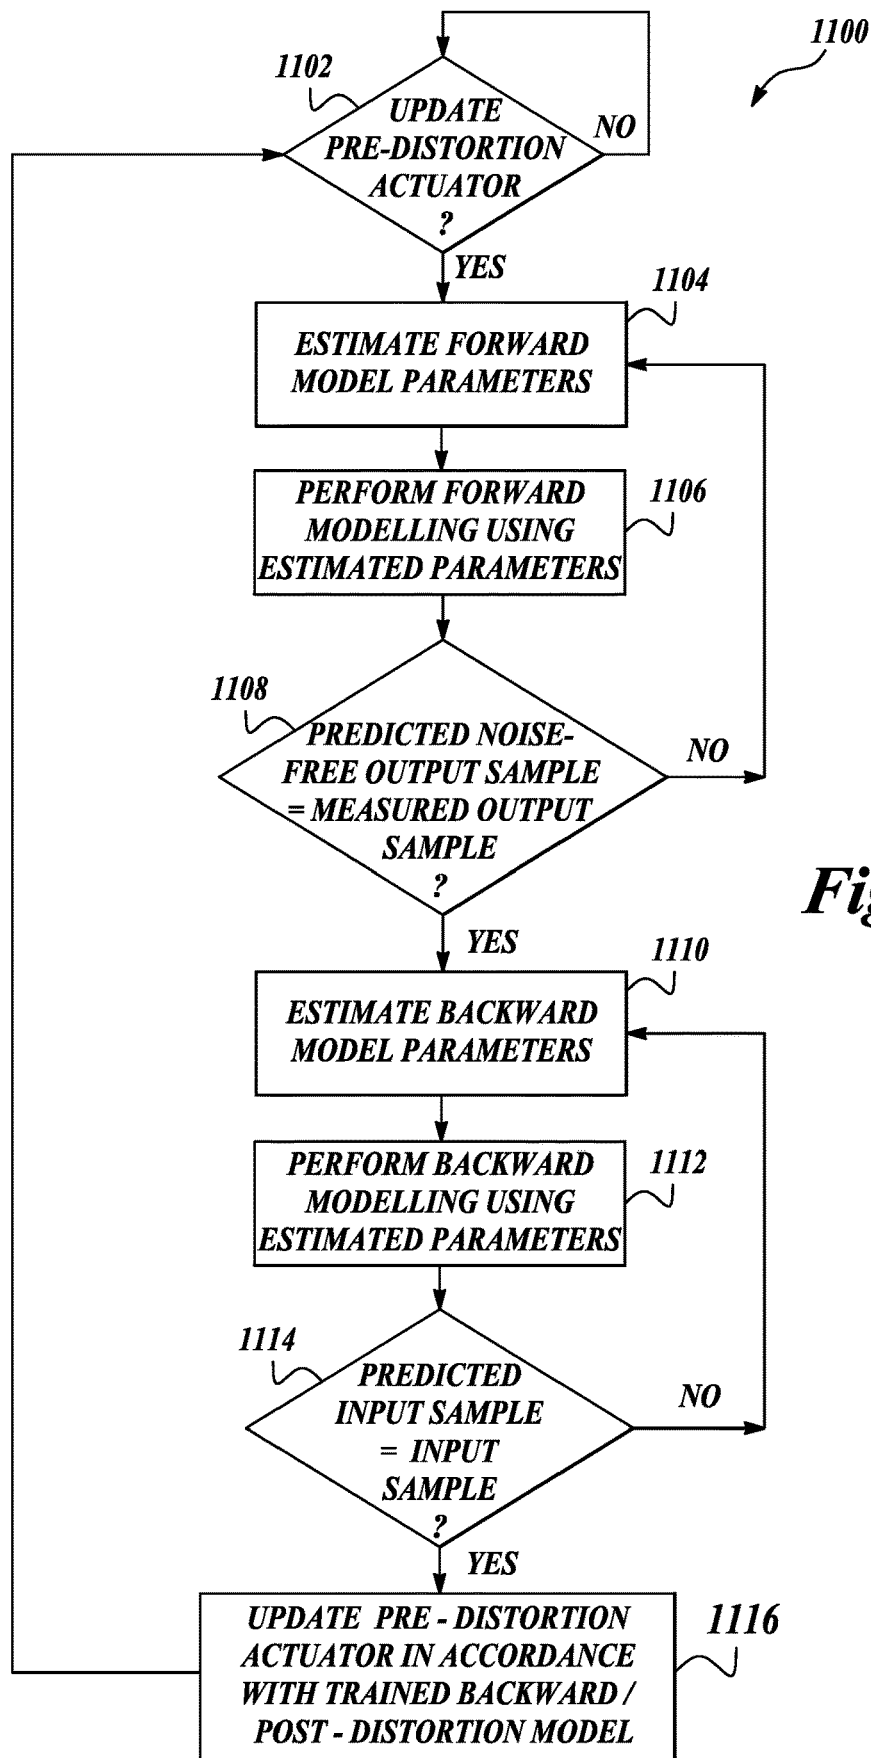 1100
1102
UPDATE
PRE-DISTORTION
ACTUATOR
?
NO
YES
1104
ESTIMATE FORWARD
MODEL PARAMETERS
1106
PERFORM FORWARD
MODELLING USING
ESTIMATED PARAMETERS
1108
PREDICTED NOISE-
FREE OUTPUT SAMPLE
= MEASURED OUTPUT
SAMPLE
?
NO
YES
Fig
1110
ESTIMATE BACKWARD
MODEL PARAMETERS
1112
PERFORM BACKWARD
MODELLING USING
ESTIMATED PARAMETERS
1114
PREDICTED
INPUT SAMPLE
= INPUT
SAMPLE
?
NO
YES
1116
UPDATE PRE - DISTORTION
ACTUATOR IN ACCORDANCE
WITH TRAINED BACKWARD /
POST - DISTORTION MODEL